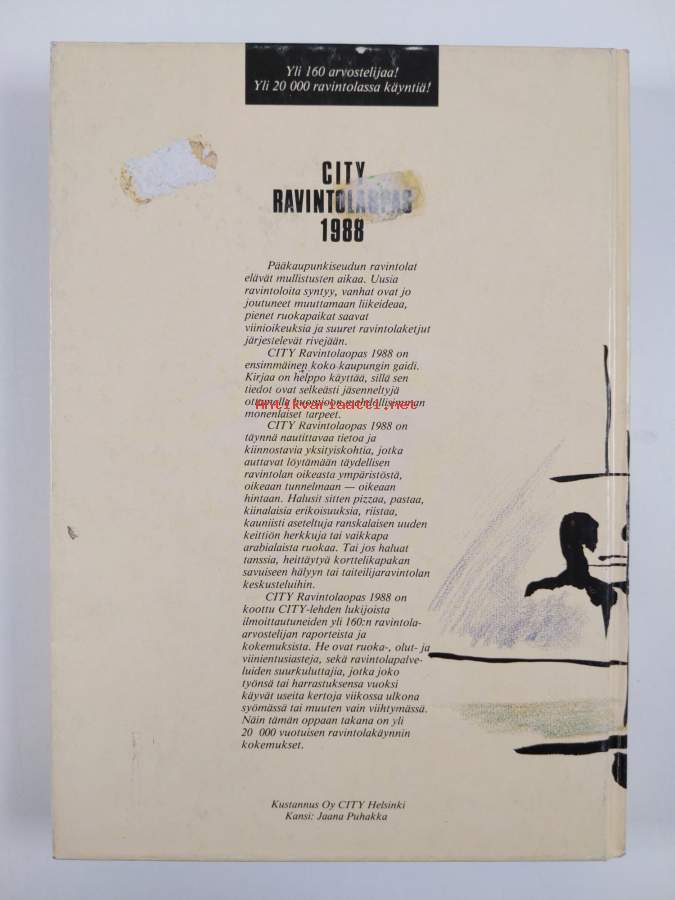 Yli 160 arvostelijaa!
Yli 20 000 ravintolassa käyntiä!
CITY
RAVINTOLAOPAS
1988
Pääkaupunkiseudun ravintolat
elävät mullistusten aikaa. Uusia
ravintoloita syntyy, vanhat ovat jo
joutuneet muuttamaan liikeideaa,
pienet ruokapaikat saavat
viinioikeuksia ja suuret ravintolaketjut
järjestelevät rivejään.
CITY Ravintolaopas 1988 on
ensimmäinen koko kaupungin gaidi.
Kirjaa on helppo käyttää, sillä sen
tiedot ovat selkeästi jäsenneltyjä
ottamalla huomioon mahdollisimman
Antikvariaatti.net
monenlaiset tarpeet.
CITY Ravintolaopas 1988 on
täynnä nautittavaa tietoa ja
kiinnostavia yksityiskohtia, jotka
auttavat löytämään täydellisen
ravintolan oikeasta ympäristöstä,
oikeaan tunnelmaan — oikeaan
hintaan. Halusit sitten pizzaa, pastaa,
kiinalaisia erikoisuuksia, riistaa,
kauniisti aseteltuja ranskalaisen uuden
keittiön herkkuja tai vaikkapa
arabialaista ruokaa. Tai jos haluat
tanssia, heittäytyä korttelikapakan
savuiseen hälyyn tai taiteilijaravintolan
keskusteluihin.
CITY Ravintolaopas 1988 on
koottu CITY-lehden lukijoista
ilmoittautuneiden yli 160:n ravintola-
arvostelijan raporteista ja
kokemuksista. He ovat ruoka-, olut- ja
viinientusiasteja, sekä ravintolapalve-
luiden suurkuluttajia, jotka joko
työnsä tai harrastuksensa vuoksi
käyvät useita kertoja viikossa ulkona
syömässä tai muuten vain viihtymässä.
Näin tämän oppaan takana on yli
20 000 vuotuisen ravintolakäynnin
kokemukset.
Kustannus Oy CITY Helsinki
Kansi: Jaana Puhakka